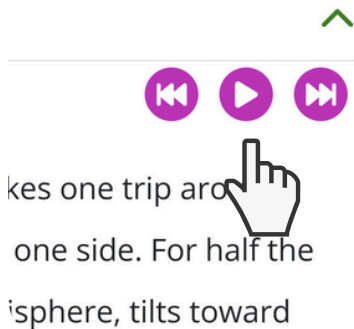 kes one trip aro
one side. For half the
isphere, tilts toward